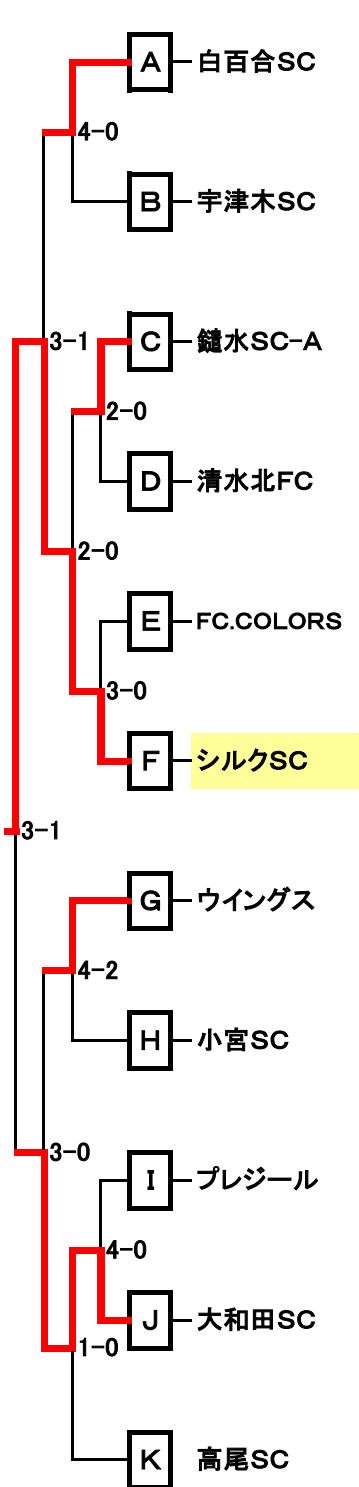 A 白百合SC
4-0
B 宇津木SC
3-1
C 鑓水SC-A
2-0
D 清水北FC
2-0
E FC.COLORS
3-0
F シルクSC
3-1
G ウイングス
4-2
H 小宮SC
3-0
I プレジール
4-0
J 大和田SC
1-0
K 高尾SC